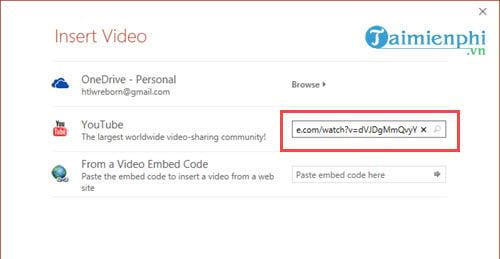 Insert Video
Taimienphi
.vn
OneDrive - Personal
htlwreborn@gmail.com
Browse
YouTube
The largest worldwide video-sharing community!
e.com/watch?v=dVJDgMmQvyY
You
Tube
From a Video Embed Code
Paste the embed code to insert a video from a web
site
Paste embed code here